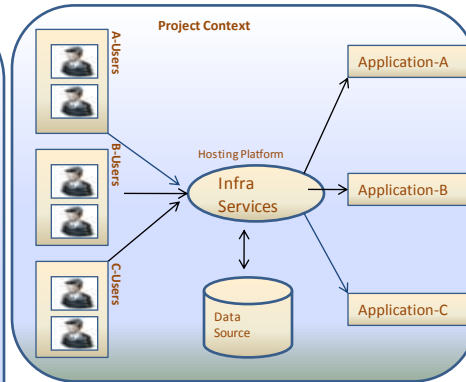 Project Context
A-Users
B-Users
C-Users
Hosting Platform
Infra
Services
Data
Source
Application-A
Application-B
Application-C